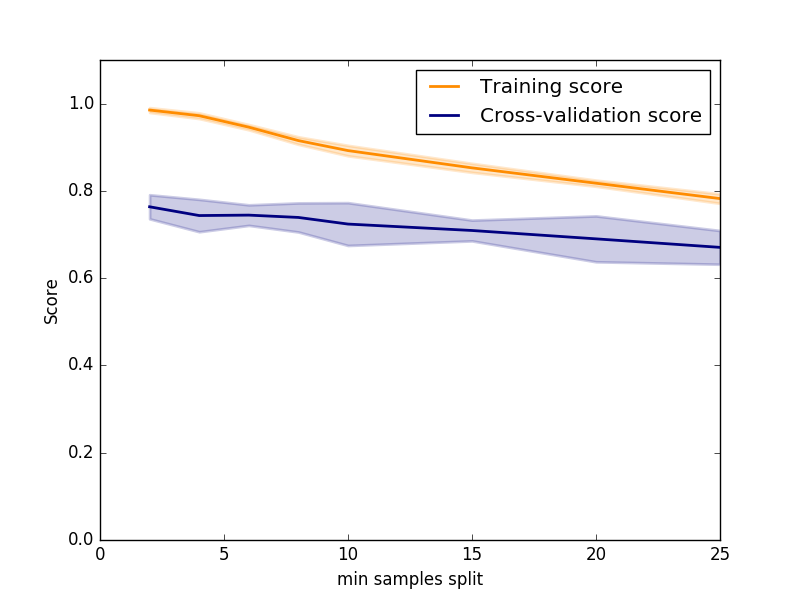 Training score
Cross-validation score
1.0
0.8
0.6
0.4
0.2
0.0
Score
0 5 10 15 20 25
min samples split